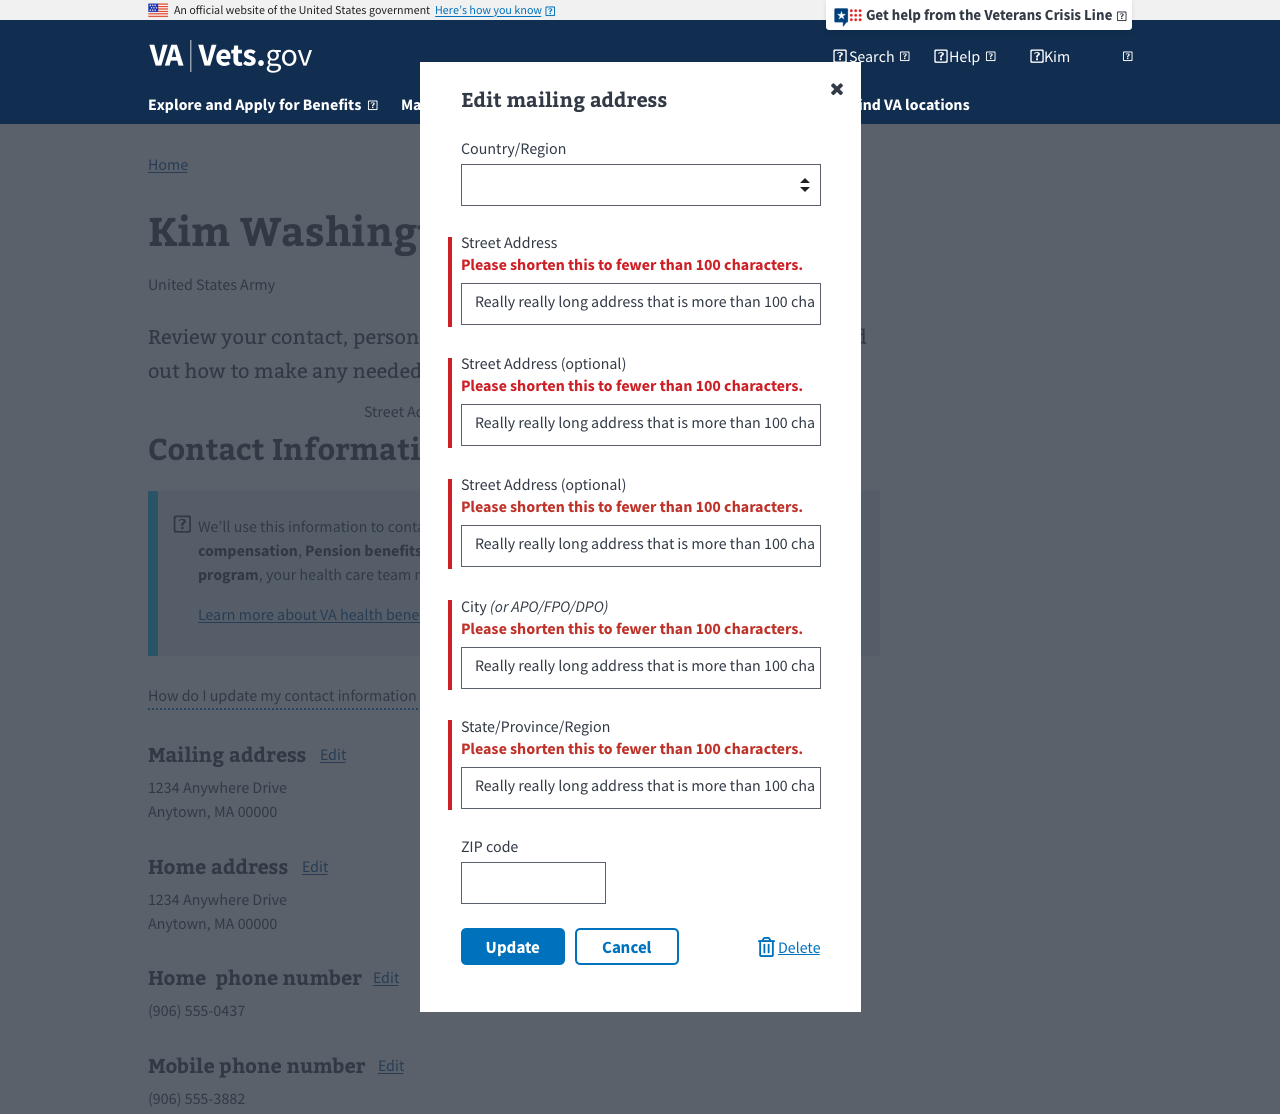 An official website of the United States government Here's how you know
Get help from the Veterans Crisis Line
VA Vets.gov
Search Help Kim
Explore and Apply for Benefits
ind VA locations
Home
Kim Washing
United States Army
Review your contact, person
out how to make any needed
Street Ad
Contact Informati
We'll use this information to conta
compensation, Pension benefits
program, your health care team
Learn more about VA health bene
How do I update my contact information
Mailing address Edit
1234 Anywhere Drive
Anytown, MA 00000
Home address Edit
1234 Anywhere Drive
Anytown, MA 00000
Home phone number Edit
(906) 555-0437
Mobile phone number Edit
(906) 555-3882
Edit mailing address
Country/Region
Street Address
Please shorten this to fewer than 100 characters.
Really really long address that is more than 100 cha
Street Address (optional)
Please shorten this to fewer than 100 characters.
Really really long address that is more than 100 cha
Street Address (optional)
Please shorten this to fewer than 100 characters.
Really really long address that is more than 100 cha
City (or APO/FPO/DPO)
Please shorten this to fewer than 100 characters.
Really really long address that is more than 100 cha
State/Province/Region
Please shorten this to fewer than 100 characters.
Really really long address that is more than 100 cha
ZIP code
Update Cancel Delete